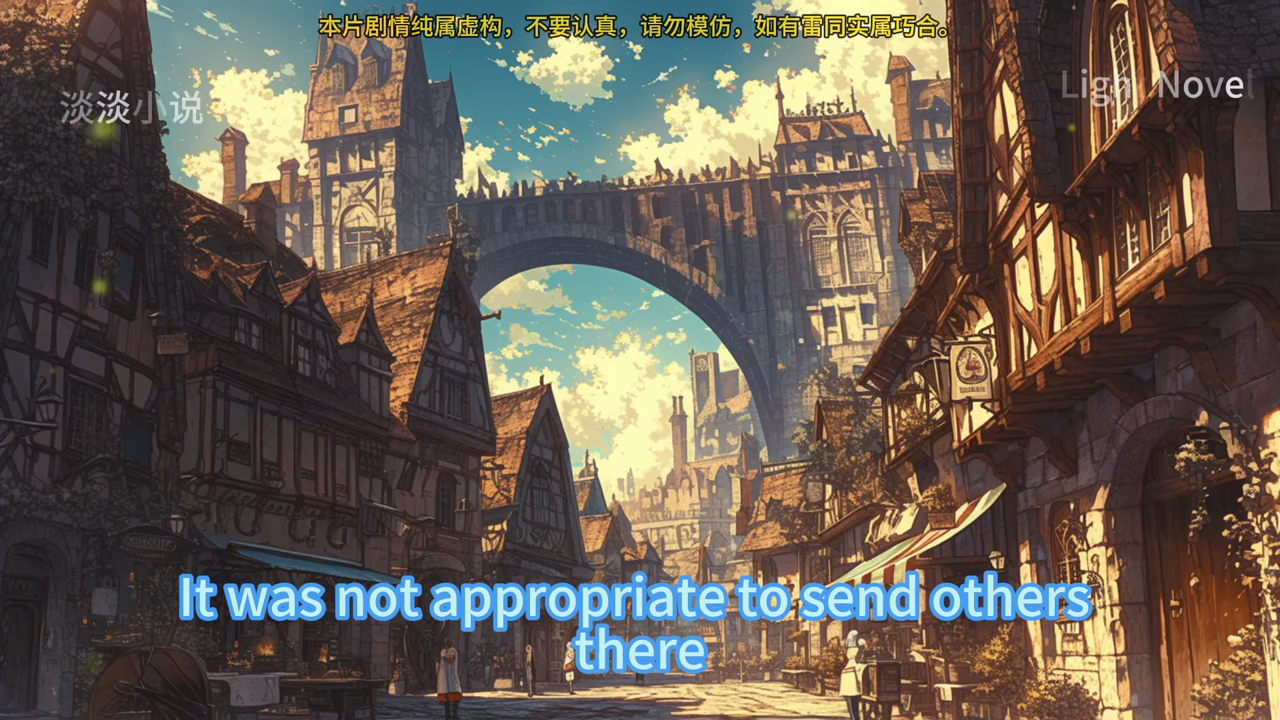 本片剧情纯属虚构，不要认真，请勿模仿，如有雷同实属巧合。
淡淡小说
Light Novel
It was not appropriate to send others
there